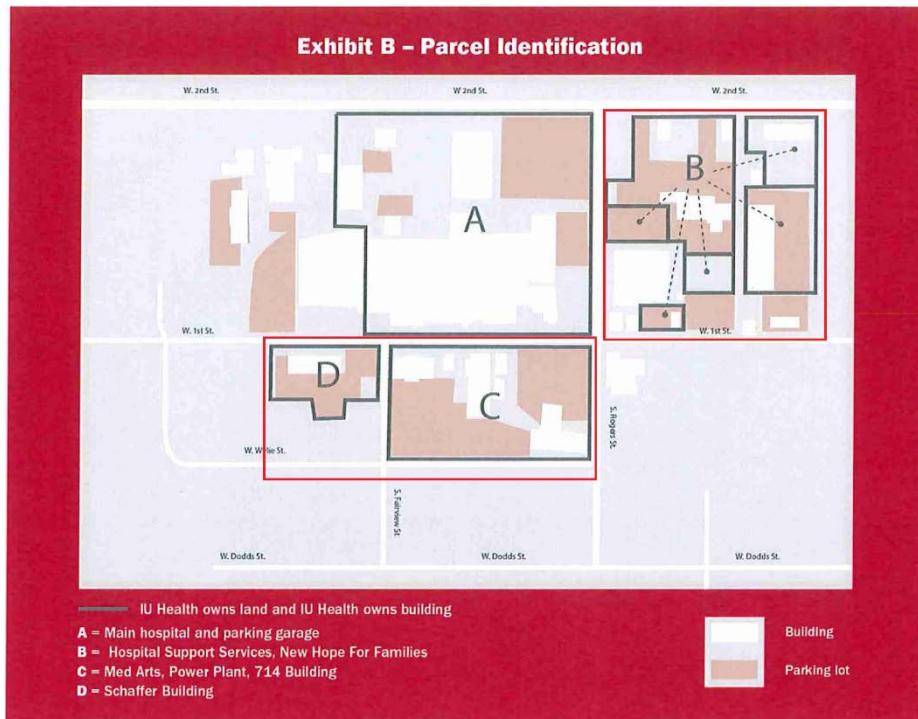 Exhibit B – Parcel Identification
W. 2nd St.
W 2nd St.
W. 2nd St.
B
A
W. 1st St.
W. 1st St.
D
C
S. Rogers St.
W. Wylie St.
S. Fairview St.
W. Dodds St.
W. Dodds St.
W. Dodds St.
IU Health owns land and IU Health owns building
A = Main hospital and parking garage
B = Hospital Support Services, New Hope For Families
C = Med Arts, Power Plant, 714 Building
D = Schaffer Building
Building
Parking lot